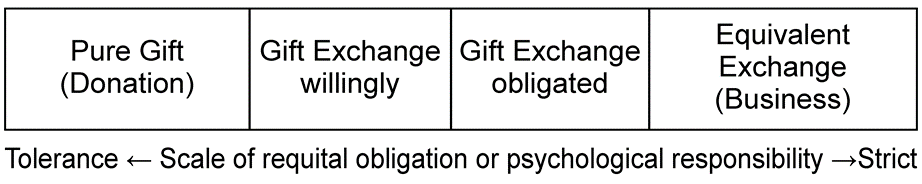 Pure Gift
(Donation)
Gift Exchange
willingly
Gift Exchange
obligated
Equivalent
Exchange
(Business)
Tolerance ← Scale of requital obligation or psychological responsibility →Strict